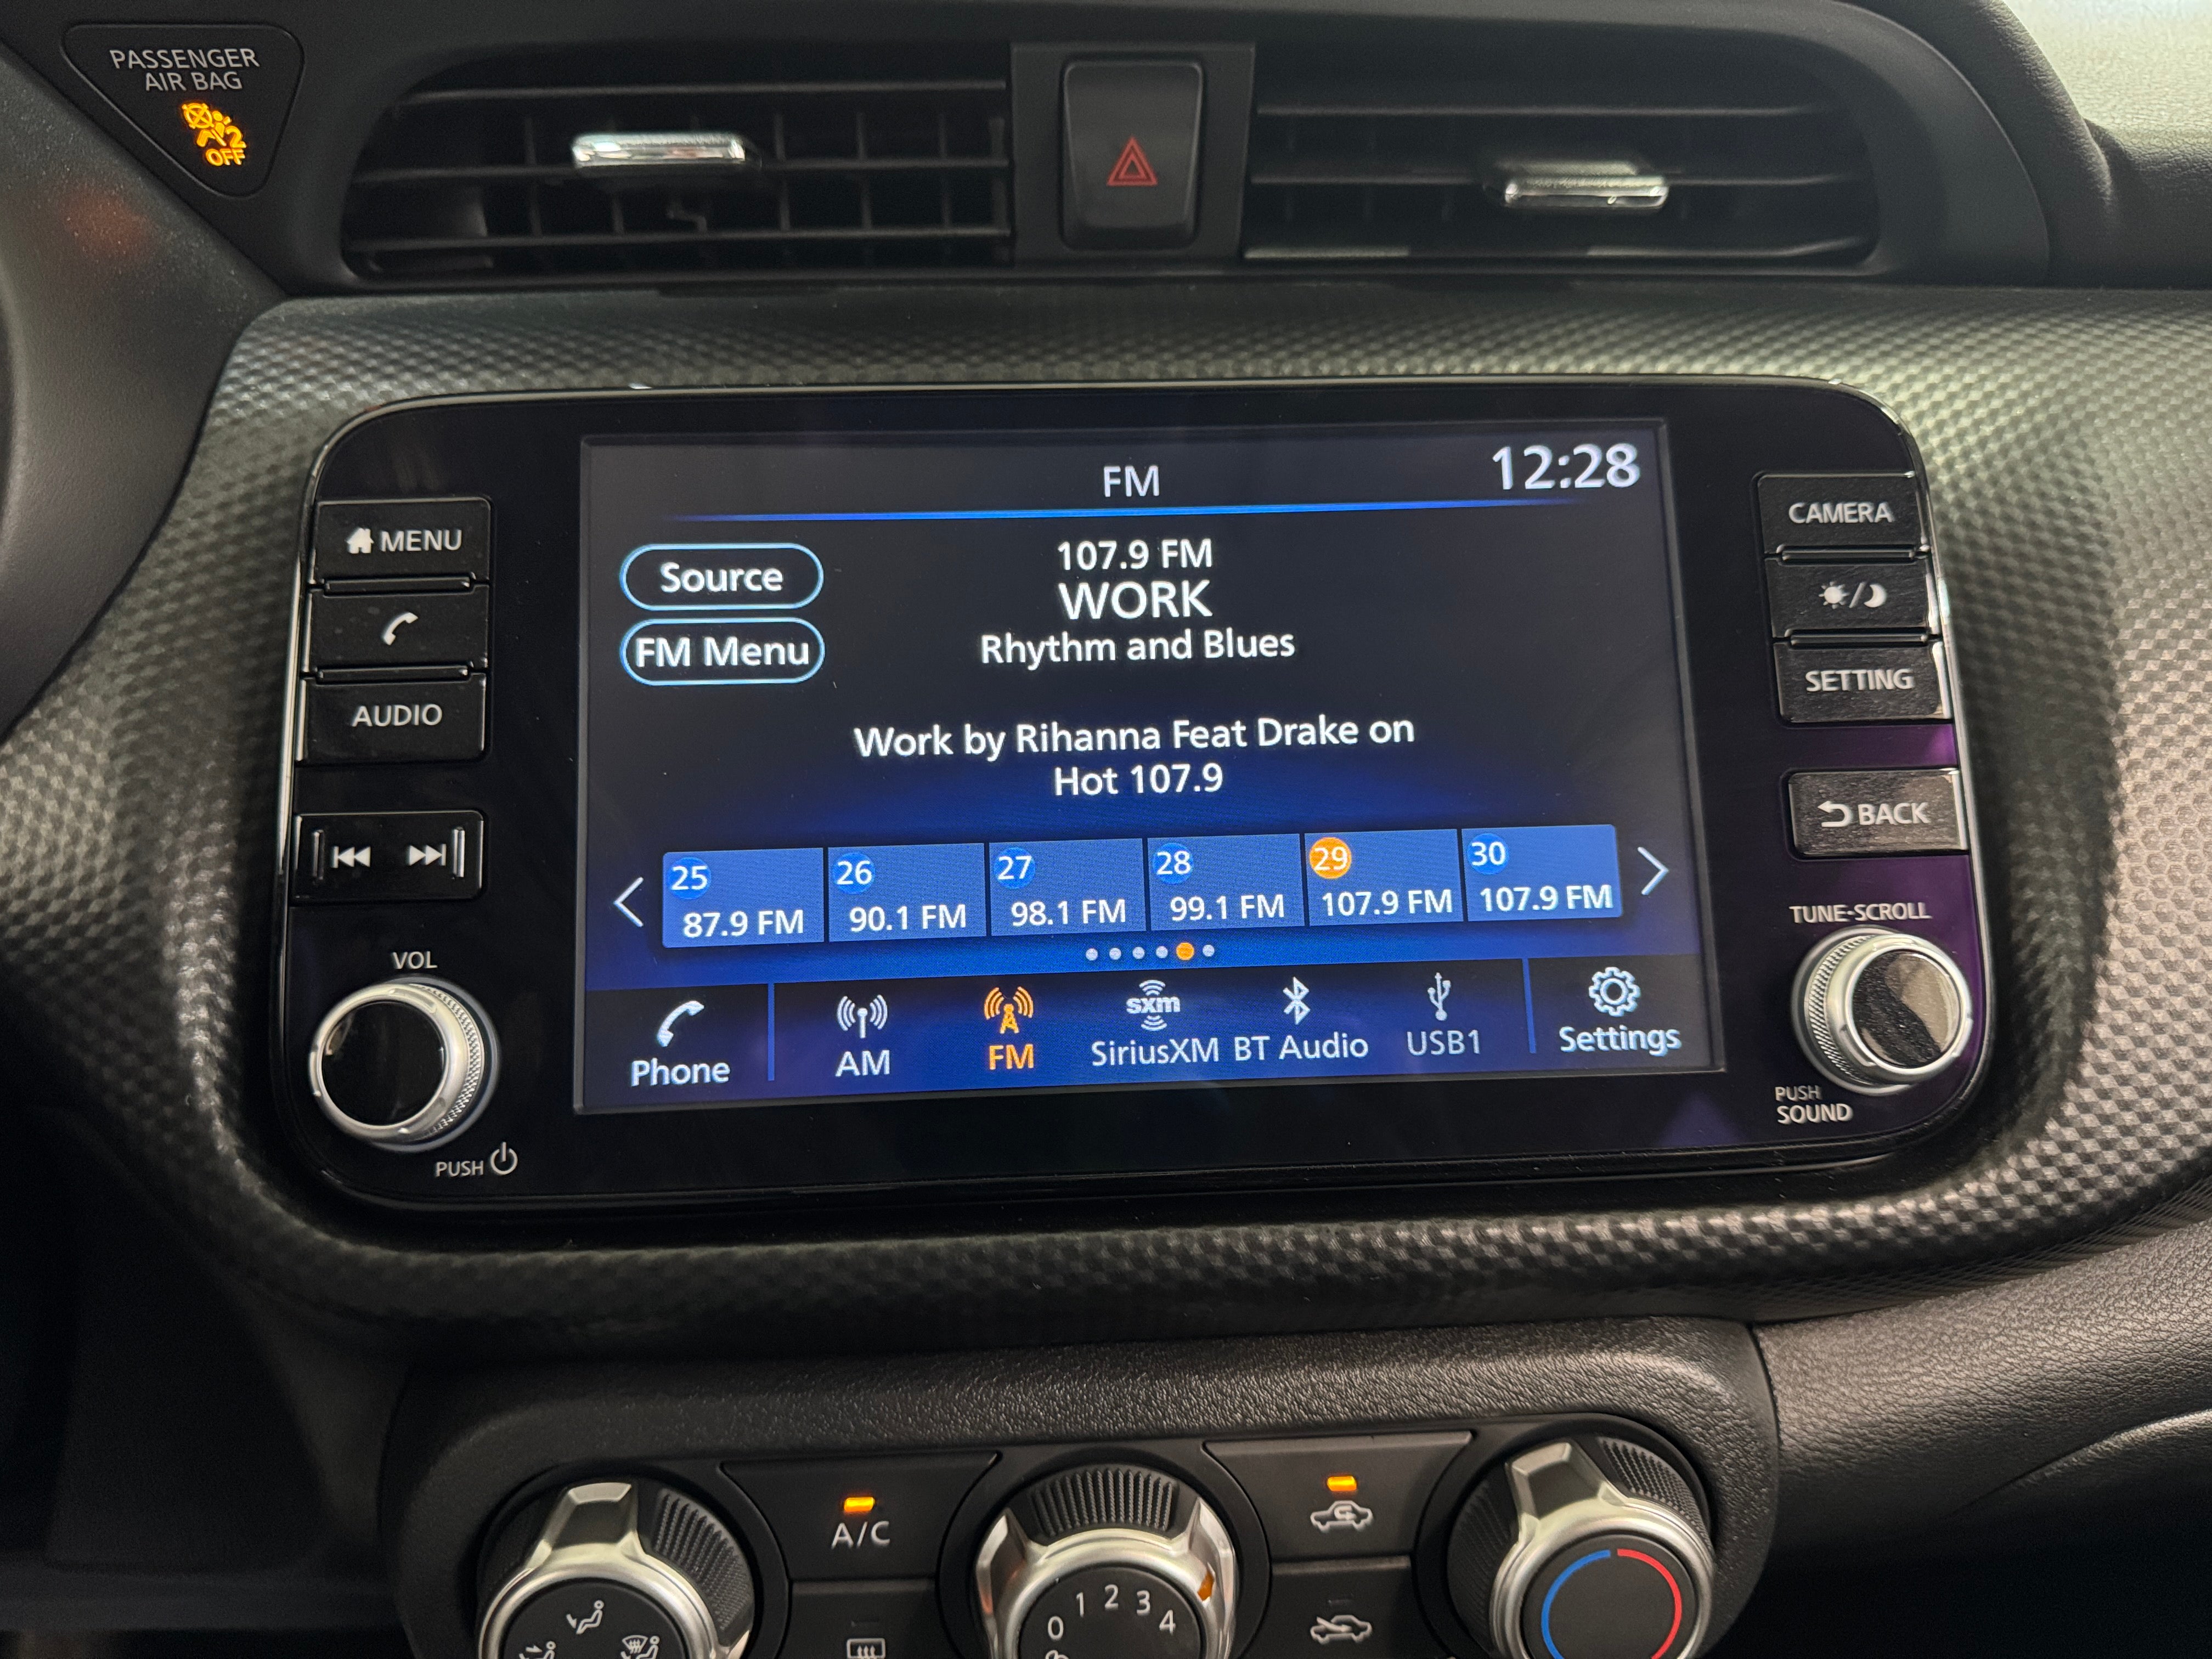 PASSENGER
AIR BAG
2
OFF
FM
12:28
MENU
AUDIO
VOL
PUSH
Source
FM Menu
107.9 FM
WORK
Rhythm and Blues
Work by Rihanna Feat Drake on
Hot 107.9
25 26 27 28 29 30
87.9 FM 90.1 FM 98.1 FM 99.1 FM 107.9 FM 107.9 FM
Phone
AM
FM
sxm
SiriusXM
BT Audio
USB1
Settings
CAMERA
SETTING
BACK
TUNE-SCROLL
PUSH
SOUND
A/C
0 1 2 3 4